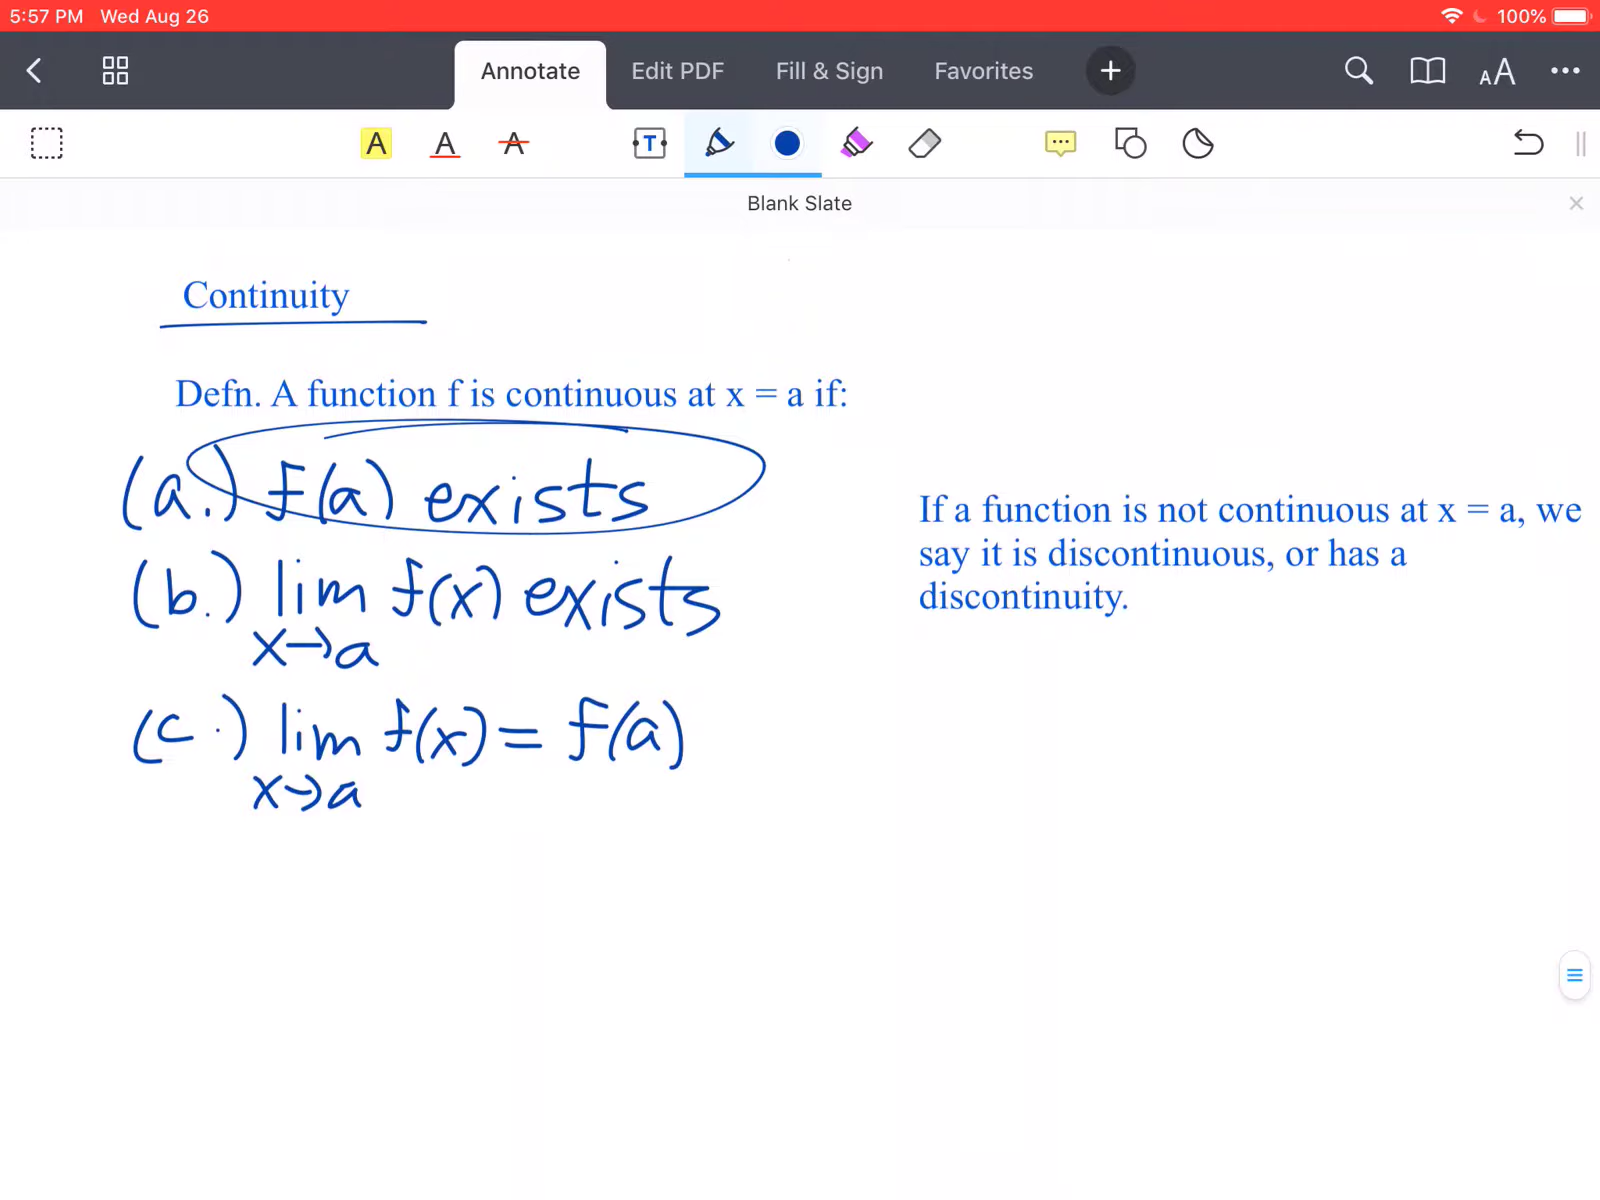 5:57 PM Wed Aug 26
100%
Annotate Edit PDF Fill & Sign Favorites +
AA
A A A T
Blank Slate
Continuity
Defn. A function f is continuous at x = a if:
(a.) f(a) exists
(b.) lim f(x) exists
x→a
(c.) lim f(x) = f(a)
x→a
If a function is not continuous at x = a, we
say it is discontinuous, or has a
discontinuity.